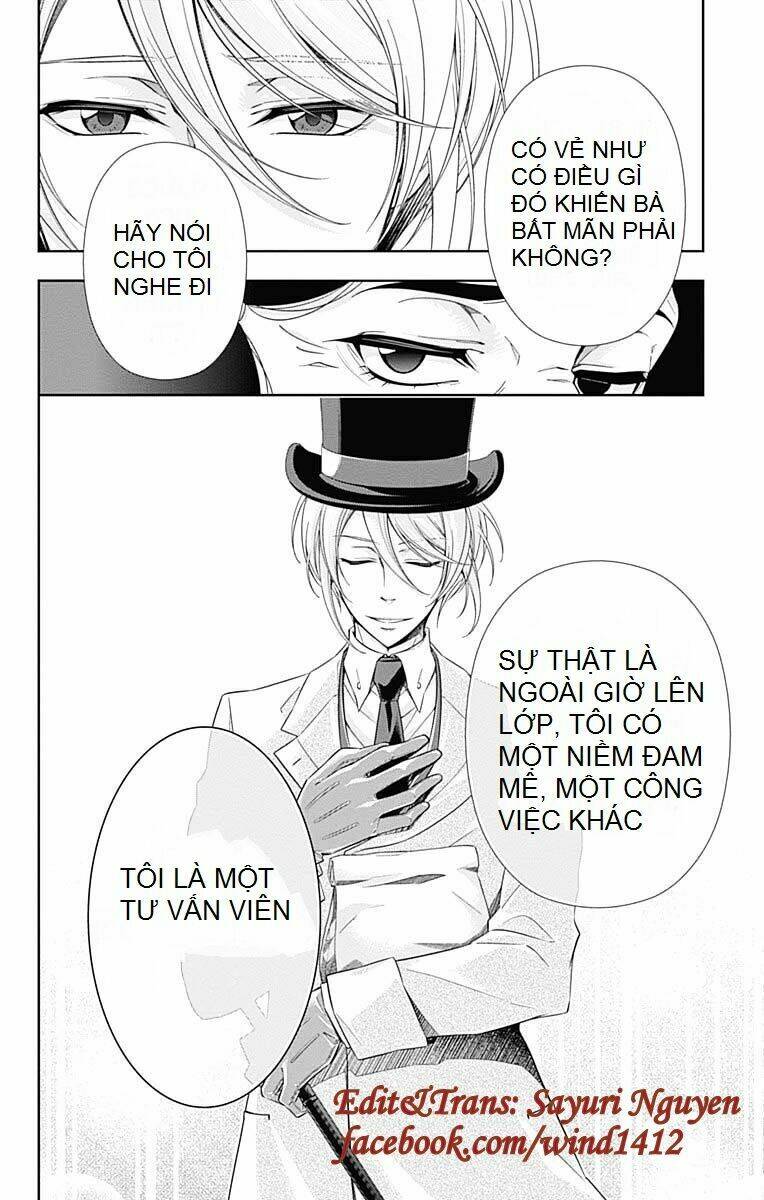 CÓ VẺ NHƯ
CÓ ĐIỀU GÌ
ĐÓ KHIẾN BÀ
BẤT MÃN PHẢI
KHÔNG?
HÃY NÓI
CHO TÔI
NGHE ĐI
SỰ THẬT LÀ
NGOÀI GIỜ LÊN
LỚP, TÔI CÓ
MỘT NIỀM ĐAM
MÊ, MỘT CÔNG
VIỆC KHÁC
TÔI LÀ MỘT
TƯ VẤN VIÊN
Edit&Trans: Sayuri Nguyen
facebook.com/wind1412